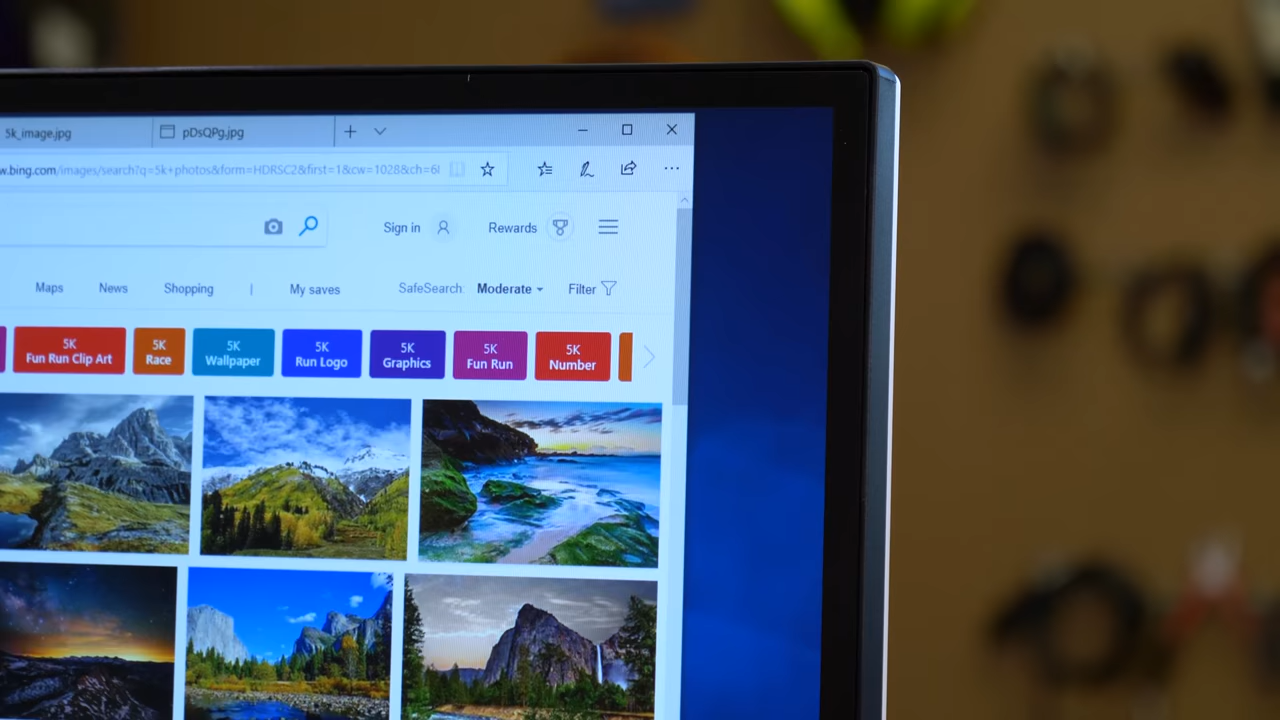 5k_image.jpg
pDsQPg.jpg
w.bing.com/images/search?q=5k+photos&form=HDRSC2&first=1&cw=1028&ch=6
Sign in
Rewards
Maps
News
Shopping
|
My saves
SafeSearch:
Moderate
Filter
5K
Fun Run Clip Art
5K
Race
5K
Wallpaper
5K
Run Logo
5K
Graphics
5K
Fun Run
5K
Number